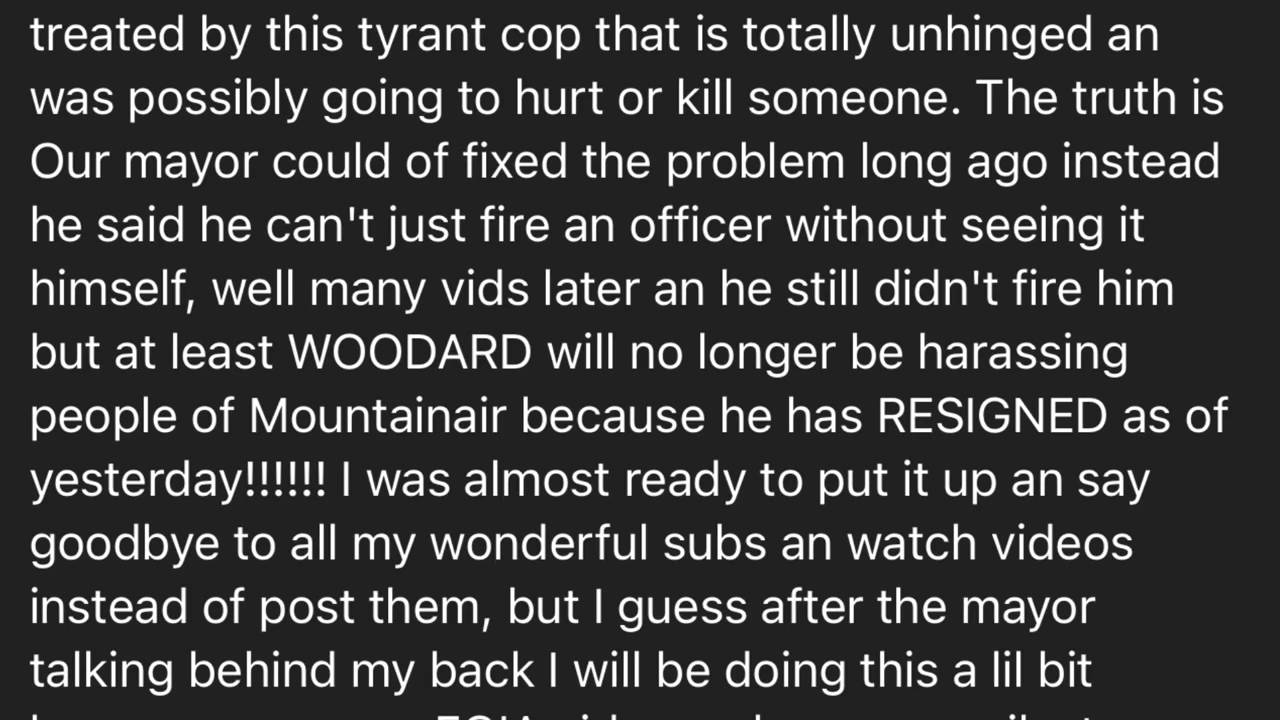 treated by this tyrant cop that is totally unhinged an
was possibly going to hurt or kill someone. The truth is
Our mayor could of fixed the problem long ago instead
he said he can't just fire an officer without seeing it
himself, well many vids later an he still didn't fire him
but at least WOODARD will no longer be harassing
people of Mountainair because he has RESIGNED as of
yesterday!!!!!! I was almost ready to put it up an say
goodbye to all my wonderful subs an watch videos
instead of post them, but I guess after the mayor
talking behind my back I will be doing this a lil bit